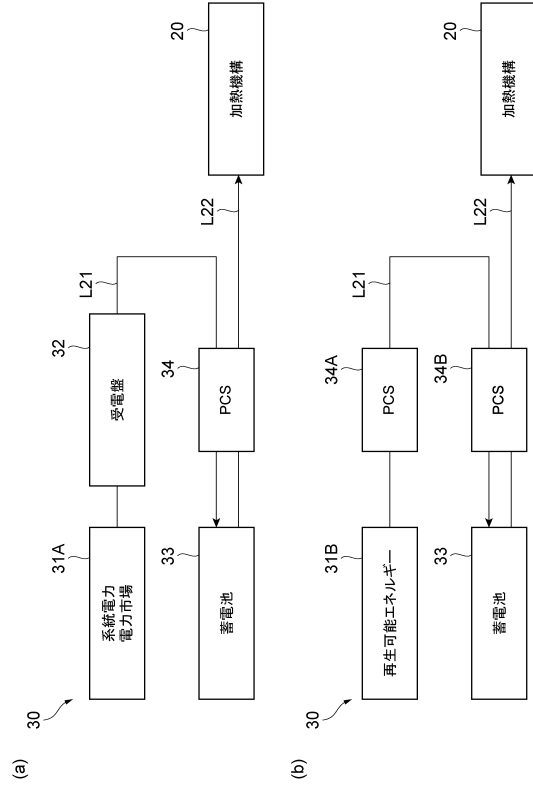 (a)
30
31A
系統電力
電力市場
32
受電盤
L21
33
蓄電池
34
PCS
L22
20
加熱機構
(b)
30
31B
再生可能エネルギー
34A
PCS
L21
33
蓄電池
34B
PCS
L22
20
加熱機構